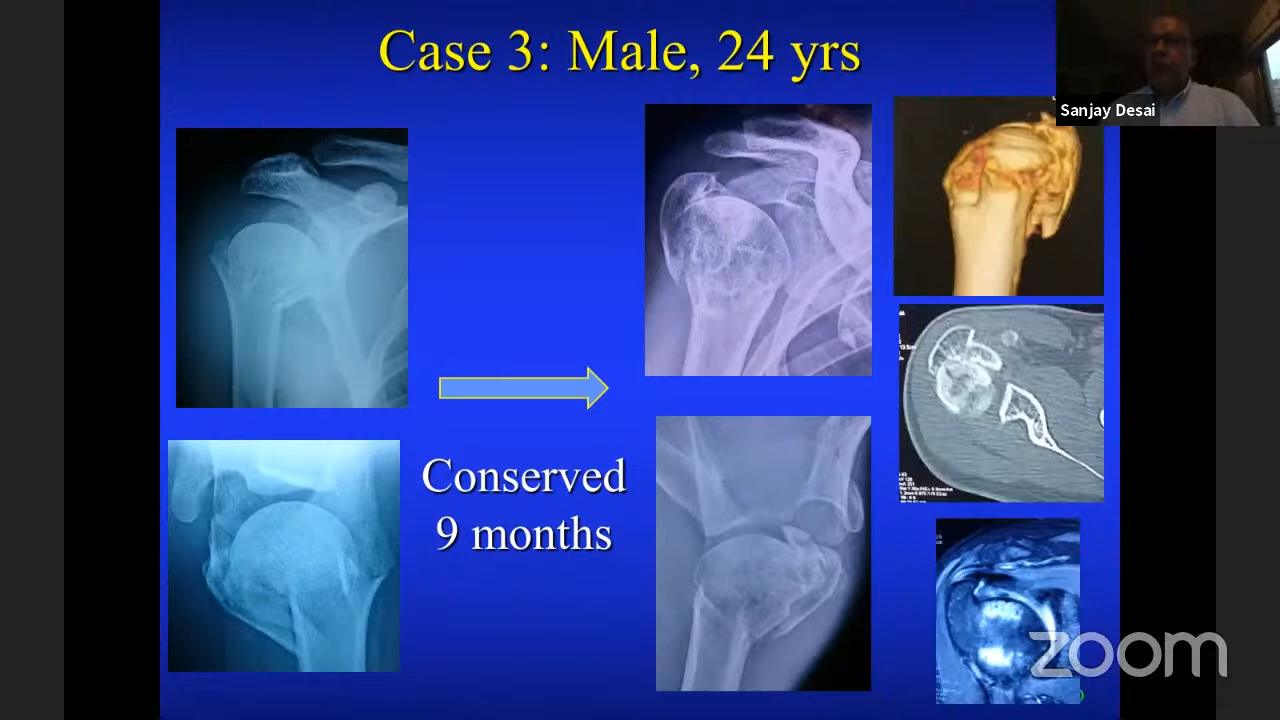 Case 3: Male, 24 yrs
Sanjay Desai
Conserved
9 months
zoom